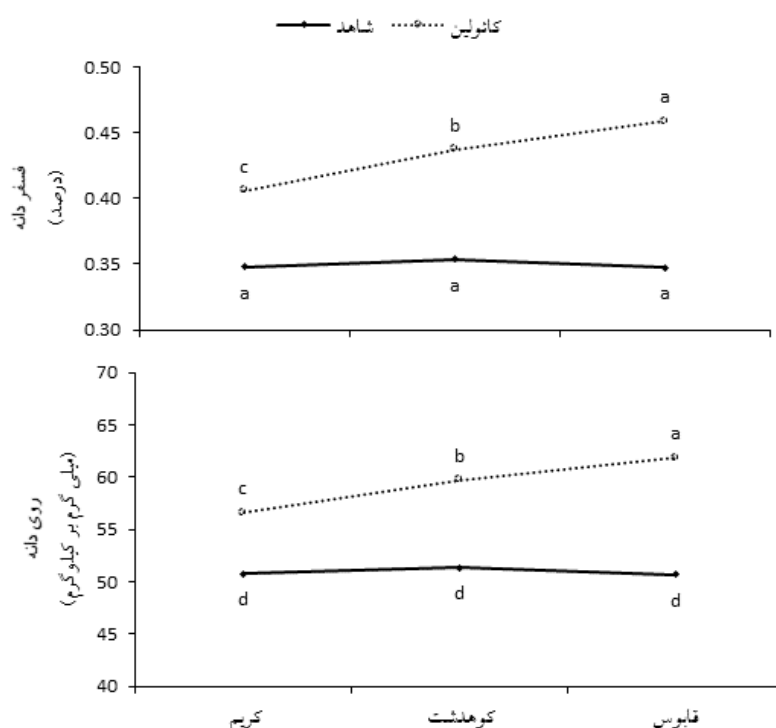 شاهد کائولین
0.50
0.45
0.40
0.35
0.30
فسفر دانه
(درصد)
c b a
a a a
70
65
60
55
50
45
40
روی دانه
(میلی گرم بر کیلوگرم)
c b a
d d d
کریم کوهدشت قابوس